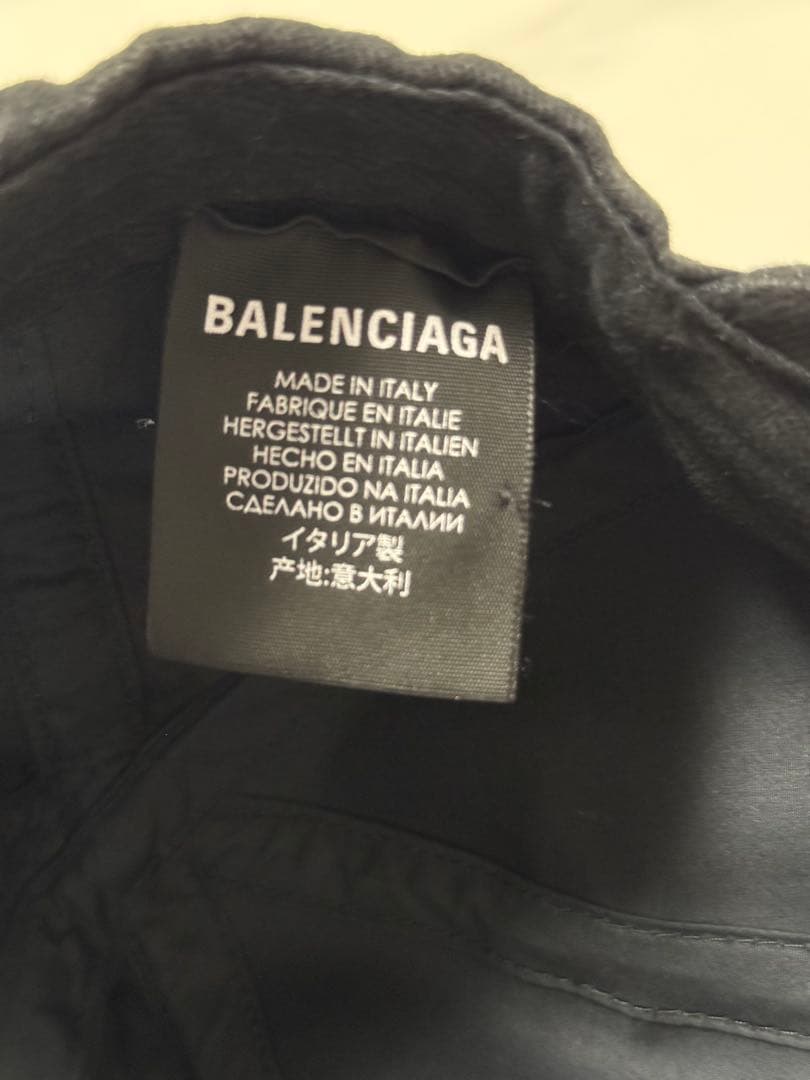 BALENCIAGA
MADE IN ITALY
FABRIQUE EN ITALIE
HERGESTELLT IN ITALIEN
HECHO EN ITALIA
PRODUZIDO NA ITALIA
СДЕЛАНО В ИТАЛИИ
イタリア製
产地:意大利